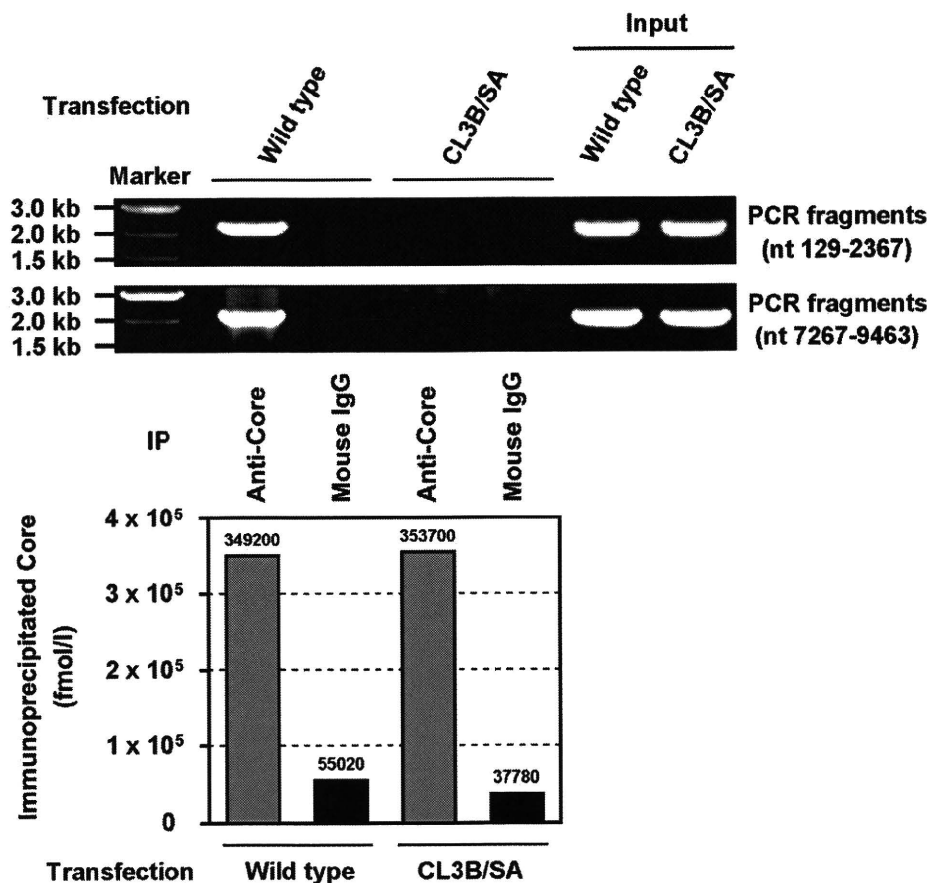 Input
Transfection
Wild type
CL3B/SA
Wild type
CL3B/SA
Marker
3.0 kb
2.0 kb
1.5 kb
PCR fragments
(nt 129-2367)
3.0 kb
2.0 kb
1.5 kb
PCR fragments
(nt 7267-9463)
IP
Anti-Core
Mouse IgG
Anti-Core
Mouse IgG
Immunoprecipitated Core
(fmol/l)
4 x 10⁵
3 x 10⁵
2 x 10⁵
1 x 10⁵
0
349200
55020
353700
37780
Transfection
Wild type
CL3B/SA